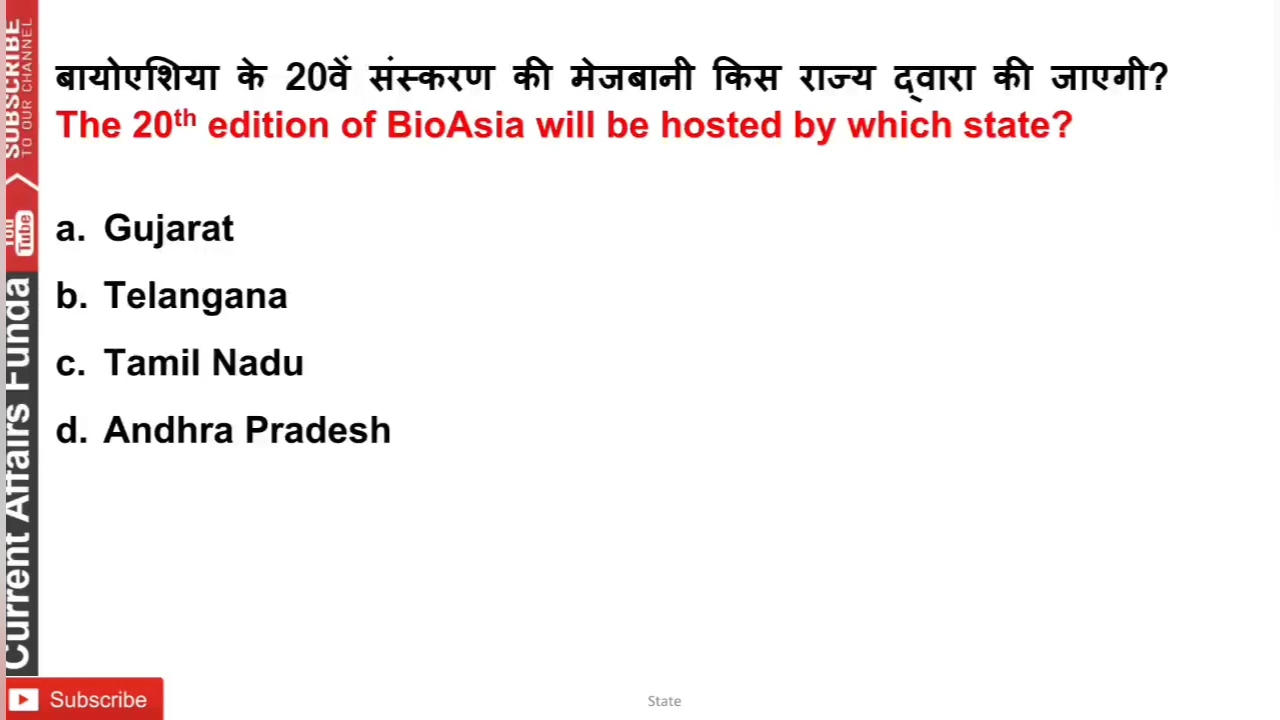 बायोएशिया के 20वें संस्करण की मेजबानी किस राज्य द्वारा की जाएगी?
The 20th edition of BioAsia will be hosted by which state?
a. Gujarat
b. Telangana
c. Tamil Nadu
d. Andhra Pradesh
SUBSCRIBE
TO OUR CHANNEL
You
Tube
Current Affairs Funda
Subscribe
State